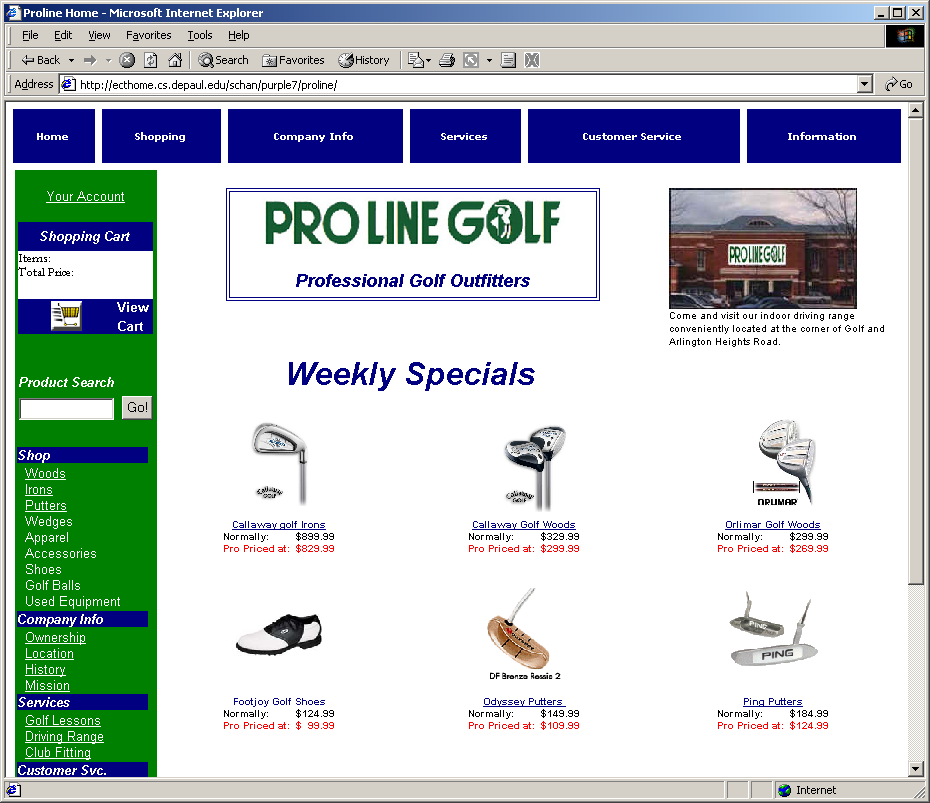 Proline Home - Microsoft Internet Explorer
File Edit View Favorites Tools Help
Back Search Favorites History
Address http://ecthome.cs.depaul.edu/schan/purple7/proline/ Go
Home Shopping Company Info Services Customer Service Information
Your Account
Shopping Cart
Items:
Total Price:
View
Cart
Product Search
Go!
Shop
Woods
Irons
Putters
Wedges
Apparel
Accessories
Shoes
Golf Balls
Used Equipment
Company Info
Ownership
Location
History
Mission
Services
Golf Lessons
Driving Range
Club Fitting
Customer Svc.
PRO LINE GOLF
Professional Golf Outfitters
PRO LINE GOLF
Come and visit our indoor driving range
conveniently located at the corner of Golf and
Arlington Heights Road.
Weekly Specials
Callaway
GOLF
Callaway golf Irons
Normally: $899.99
Pro Priced at: $829.99
Callaway
GOLF
Callaway Golf Woods
Normally: $329.99
Pro Priced at: $299.99
ORLIMAR
Orlimar Golf Woods
Normally: $299.99
Pro Priced at: $269.99
Footjoy Golf Shoes
Normally: $124.99
Pro Priced at: $ 99.99
DF Bronze Rossie 2
Odyssey Putters
Normally: $149.99
Pro Priced at: $109.99
PING
Ping Putters
Normally: $184.99
Pro Priced at: $124.99
Internet